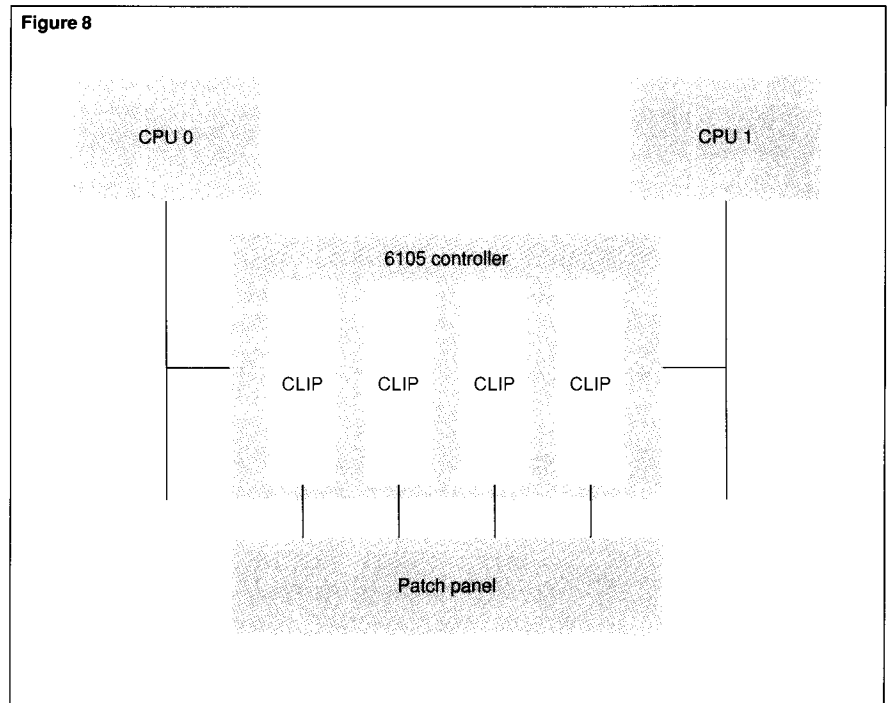 Figure 8
CPU 0
CPU 1
6105 controller
CLIP CLIP CLIP CLIP
Patch panel